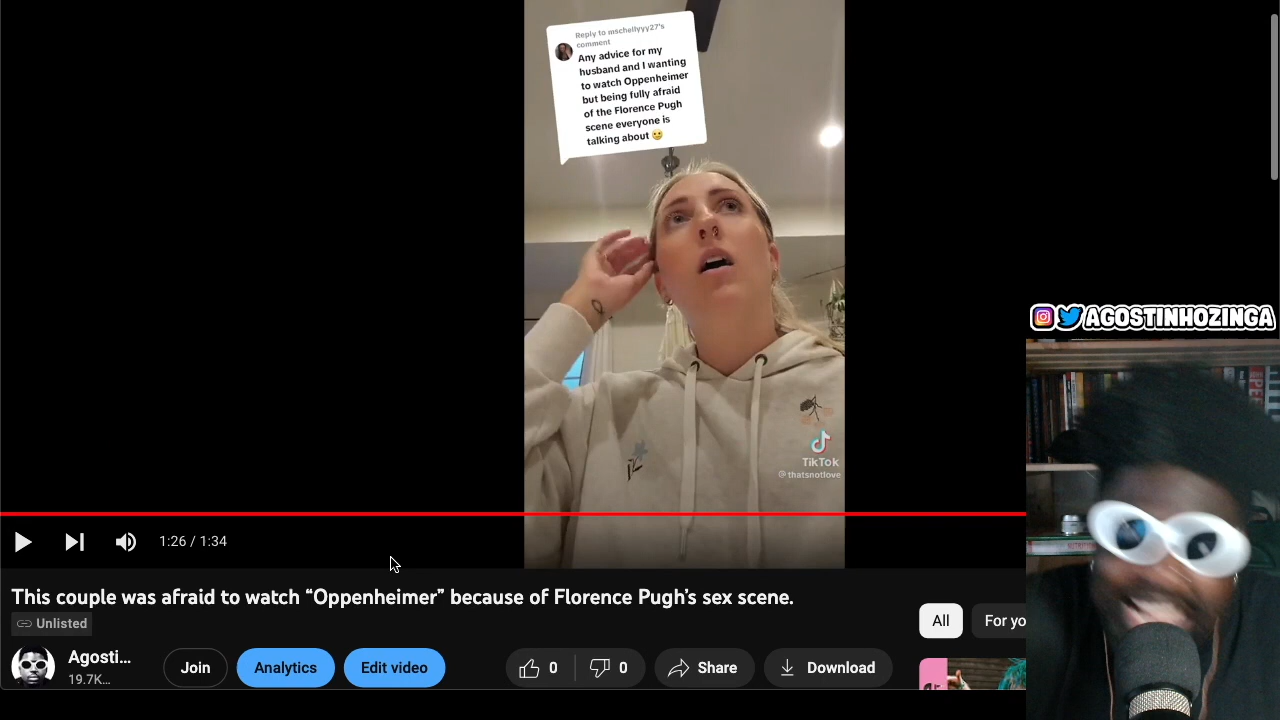 Reply to mschellyyy27's
comment
Any advice for my
husband and I wanting
to watch Oppenheimer
but being fully afraid
of the Florence Pugh
scene everyone is
talking about
TikTok
@thatsnotlove
AGOSTINHOZINGA
1:26 / 1:34
This couple was afraid to watch “Oppenheimer” because of Florence Pugh’s sex scene.
Unlisted
All
For yo
Agosti...
19.7K...
Join
Analytics
Edit video
0
0
Share
Download